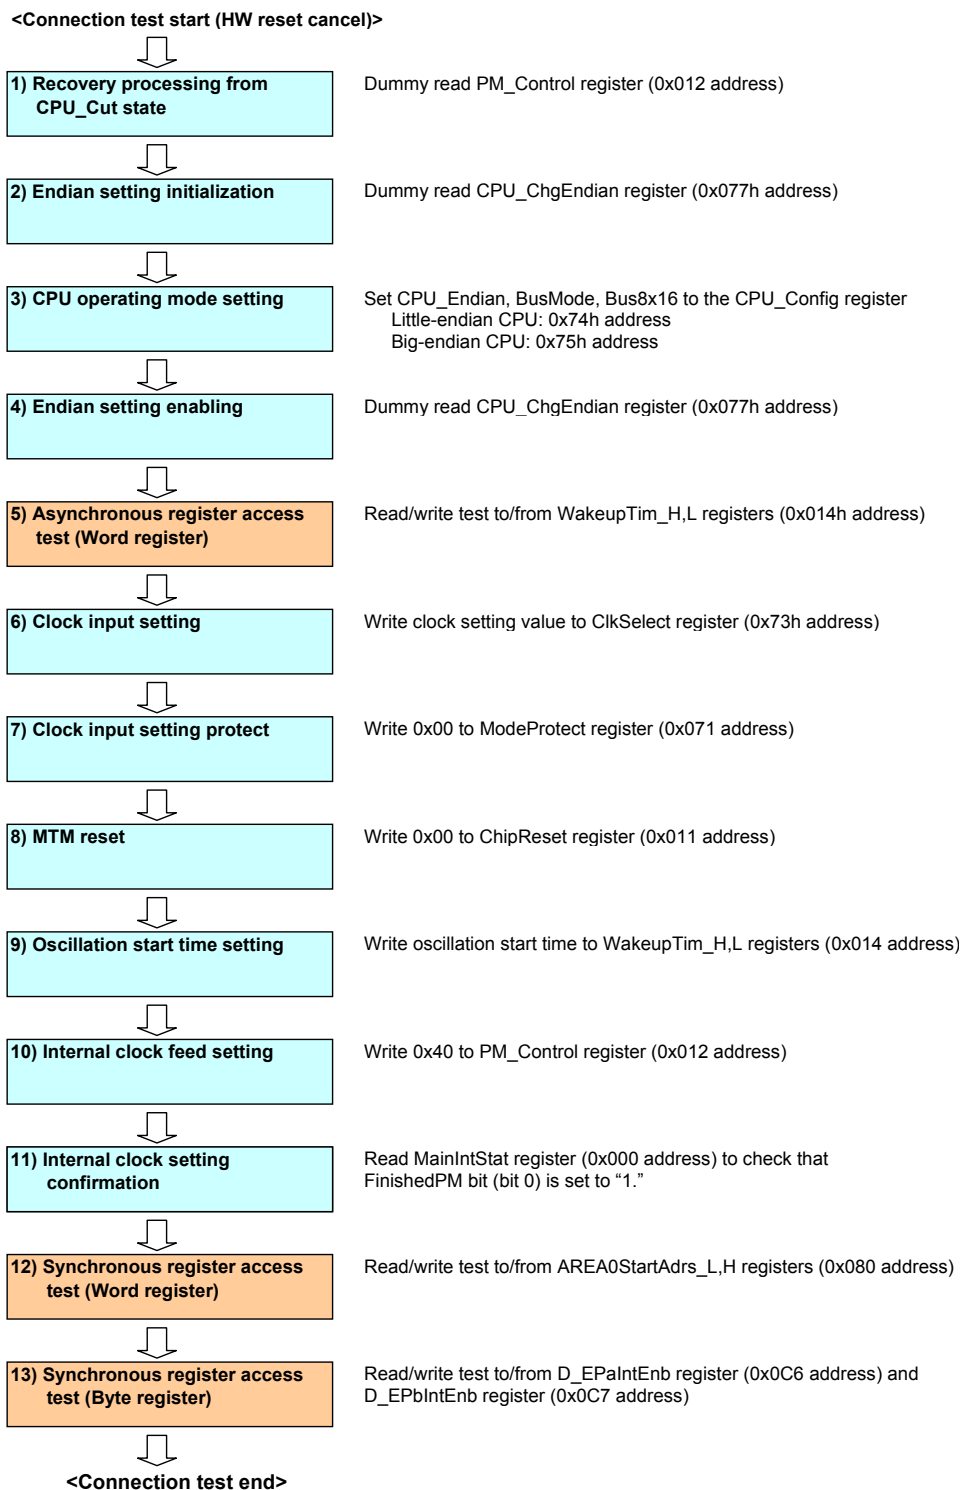 <Connection test start (HW reset cancel)>
1) Recovery processing from
CPU_Cut state
Dummy read PM_Control register (0x012 address)
2) Endian setting initialization
Dummy read CPU_ChgEndian register (0x077h address)
3) CPU operating mode setting
Set CPU_Endian, BusMode, Bus8x16 to the CPU_Config register
Little-endian CPU: 0x74h address
Big-endian CPU: 0x75h address
4) Endian setting enabling
Dummy read CPU_ChgEndian register (0x077h address)
5) Asynchronous register access
test (Word register)
Read/write test to/from WakeupTim_H,L registers (0x014h address)
6) Clock input setting
Write clock setting value to ClkSelect register (0x73h address)
7) Clock input setting protect
Write 0x00 to ModeProtect register (0x071 address)
8) MTM reset
Write 0x00 to ChipReset register (0x011 address)
9) Oscillation start time setting
Write oscillation start time to WakeupTim_H,L registers (0x014 address)
10) Internal clock feed setting
Write 0x40 to PM_Control register (0x012 address)
11) Internal clock setting
confirmation
Read MainIntStat register (0x000 address) to check that
FinishedPM bit (bit 0) is set to “1.”
12) Synchronous register access
test (Word register)
Read/write test to/from AREA0StartAdrs_L,H registers (0x080 address)
13) Synchronous register access
test (Byte register)
Read/write test to/from D_EPaIntEnb register (0x0C6 address) and
D_EPbIntEnb register (0x0C7 address)
<Connection test end>